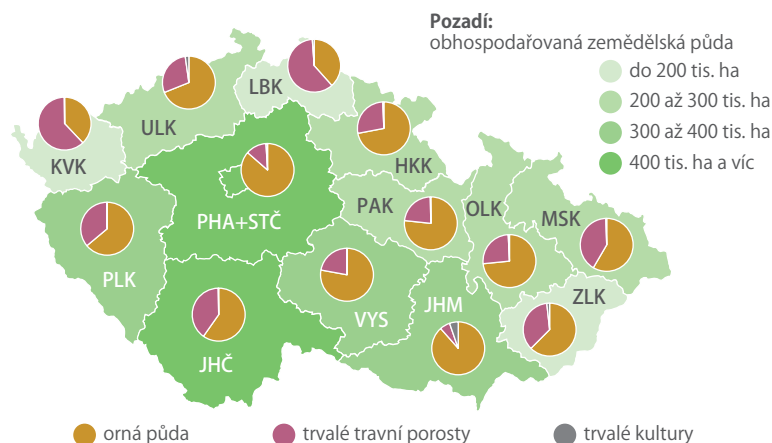 Pozadí:
obhospodařovaná zemědělská půda
do 200 tis. ha
200 až 300 tis. ha
300 až 400 tis. ha
400 tis. ha a víc
LBK
ULK
KVK
HKK
PHA+STČ
PAK
OLK
MSK
PLK
JHM
ZLK
VYS
JHČ
orná půda
trvalé travní porosty
trvalé kultury